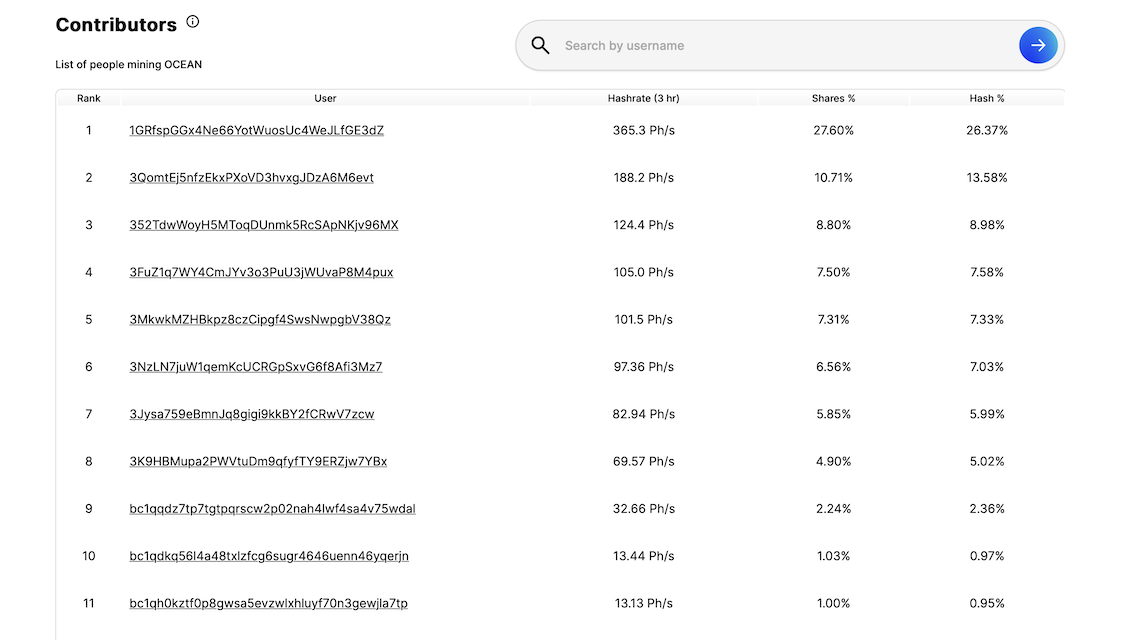 Contributors
List of people mining OCEAN
Search by username
Rank User Hashrate (3 hr) Shares % Hash %
1 1GRfspGGx4Ne66YotWuosUc4WeJLfGE3dZ 365.3 Ph/s 27.60% 26.37%
2 3QomtEj5nfzEkxPXoVD3hvxgJDzA6M6evt 188.2 Ph/s 10.71% 13.58%
3 352TdwWoyH5MToqDUnmk5RcSApNKjv96MX 124.4 Ph/s 8.80% 8.98%
4 3FuZ1q7WY4CmJYv3o3PuU3jWUvaP8M4pux 105.0 Ph/s 7.50% 7.58%
5 3MkwkMZHBkpz8czCipgf4SwsNwpgbV38Qz 101.5 Ph/s 7.31% 7.33%
6 3NzLN7juW1qemKcUCRGpSxvG6f8Afi3Mz7 97.36 Ph/s 6.56% 7.03%
7 3Jysa759eBmnJq8gigi9kkBY2fCRwV7zcw 82.94 Ph/s 5.85% 5.99%
8 3K9HBMupa2PWVtuDm9qfyfTY9ERZjw7YBx 69.57 Ph/s 4.90% 5.02%
9 bc1qqdz7tp7tgtpqrscw2p02nah4lwf4sa4v75wdal 32.66 Ph/s 2.24% 2.36%
10 bc1qdkq56l4a48txlzfcg6sugr4646uenn46yqerjn 13.44 Ph/s 1.03% 0.97%
11 bc1qh0kztf0p8gwsa5evzwlxhluyf70n3gewjla7tp 13.13 Ph/s 1.00% 0.95%